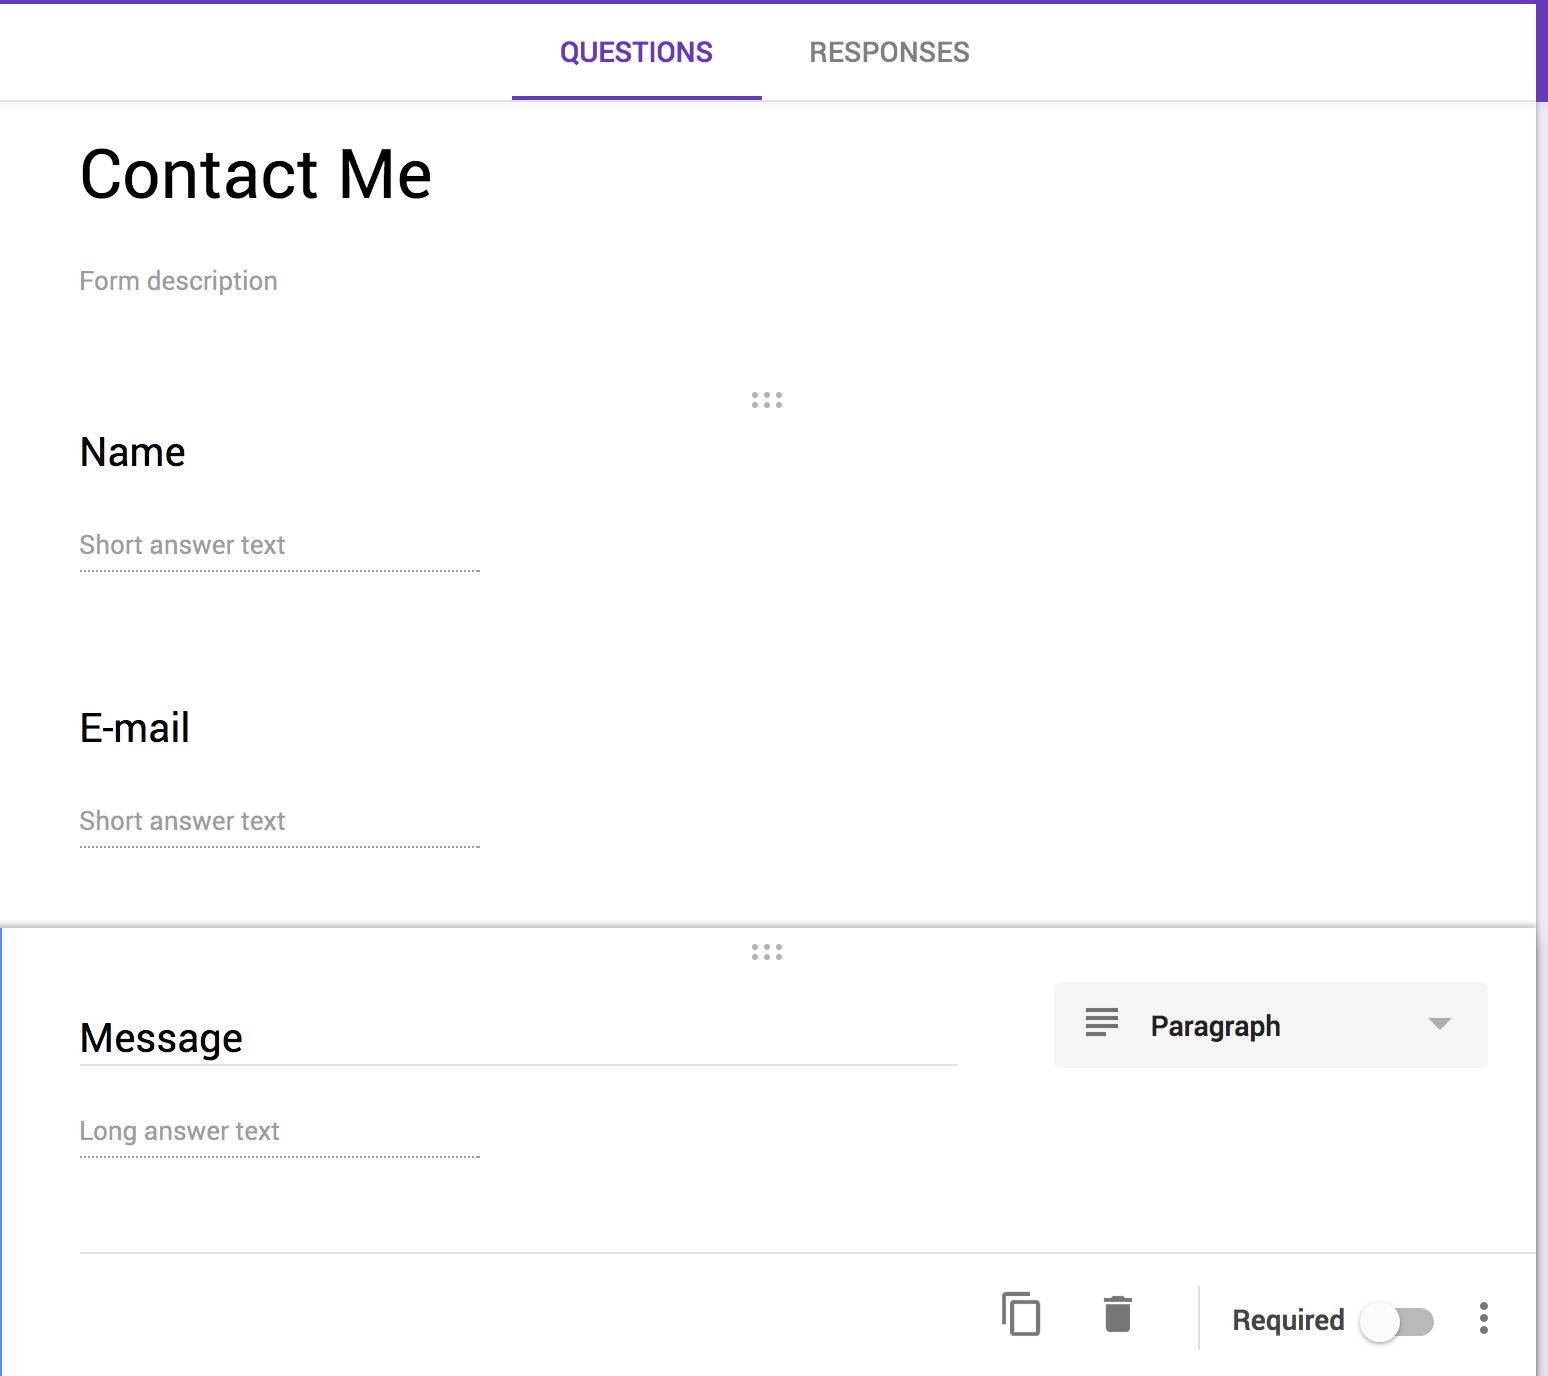 QUESTIONS RESPONSES
Contact Me
Form description
Name
Short answer text
E-mail
Short answer text
Message
Paragraph
Long answer text
Required